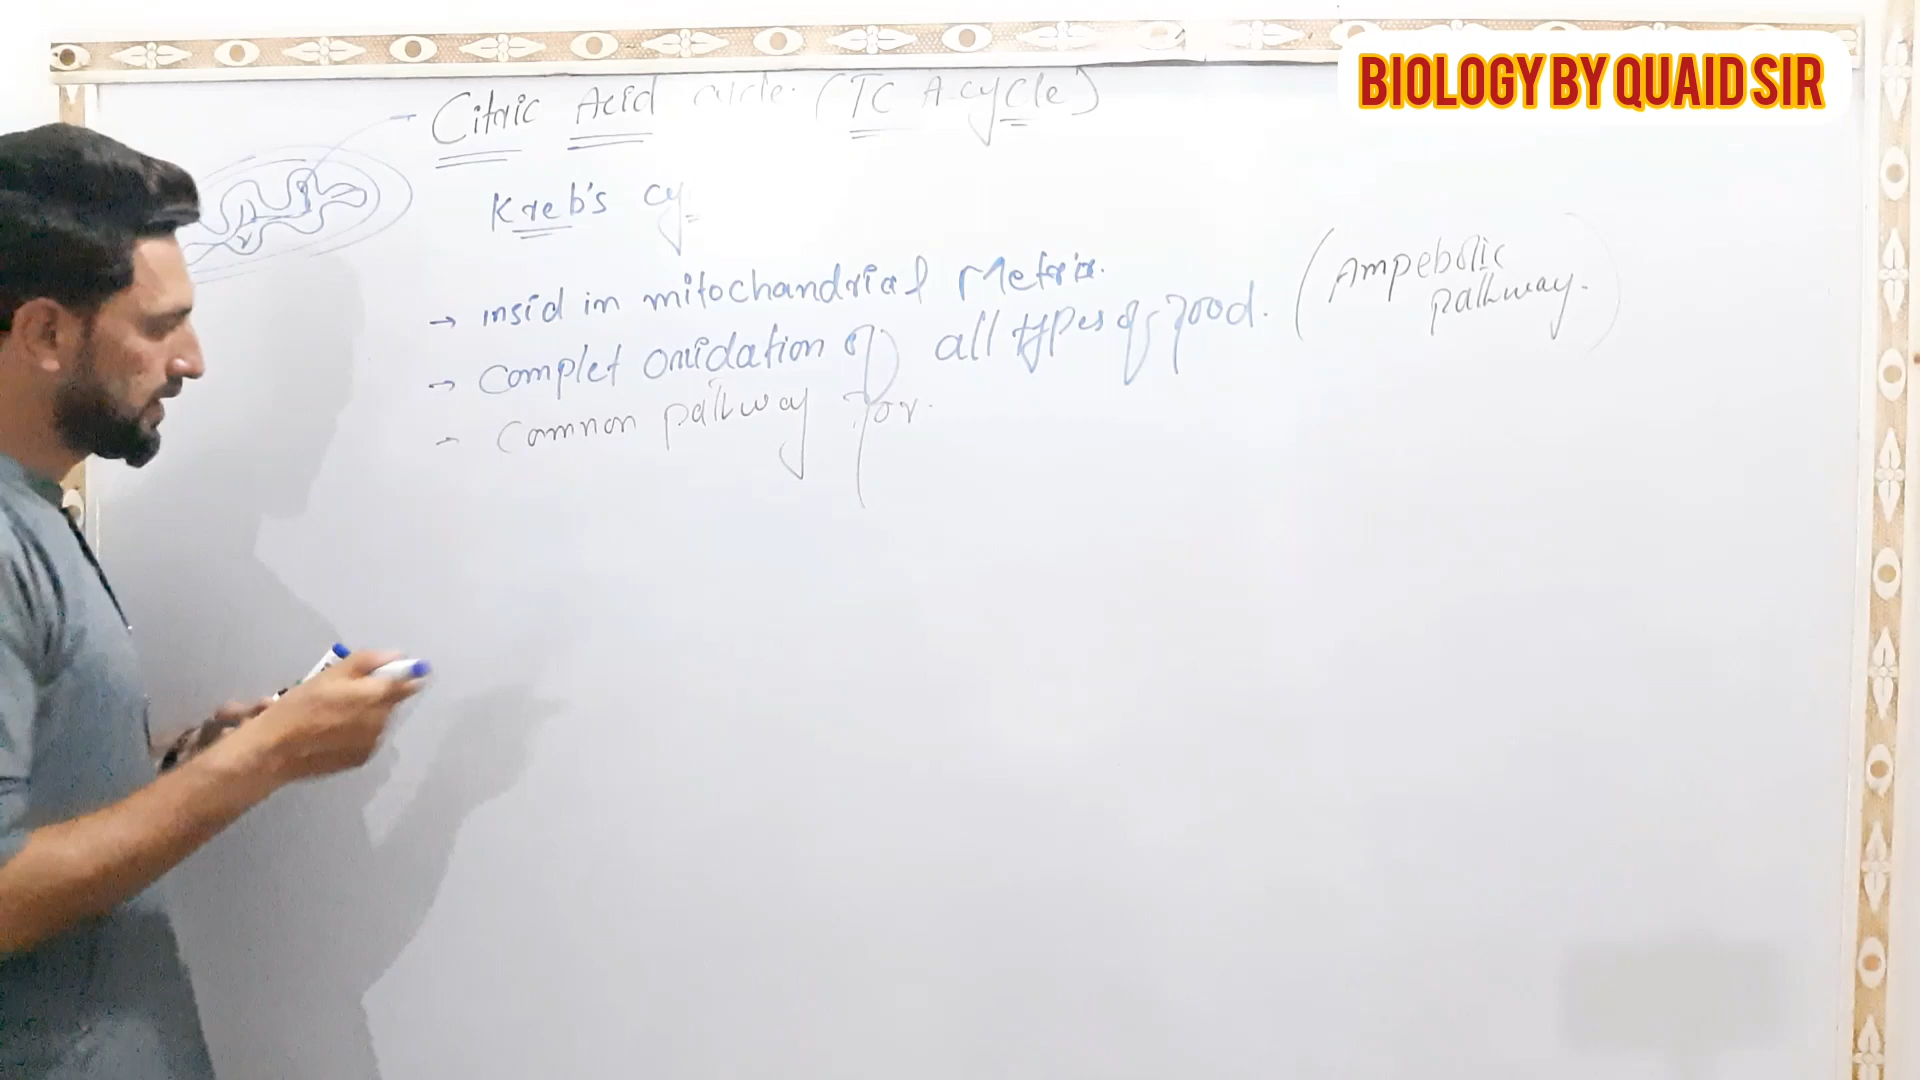 BIOLOGY BY QUAID SIR
Citric Acid cycle. (TCA cycle)
Kreb's cy
→ insid in mitochandrial Metrix.
→ complet oxidation of all types of food. (Ampebolic pathway.)
- Common pathway for.